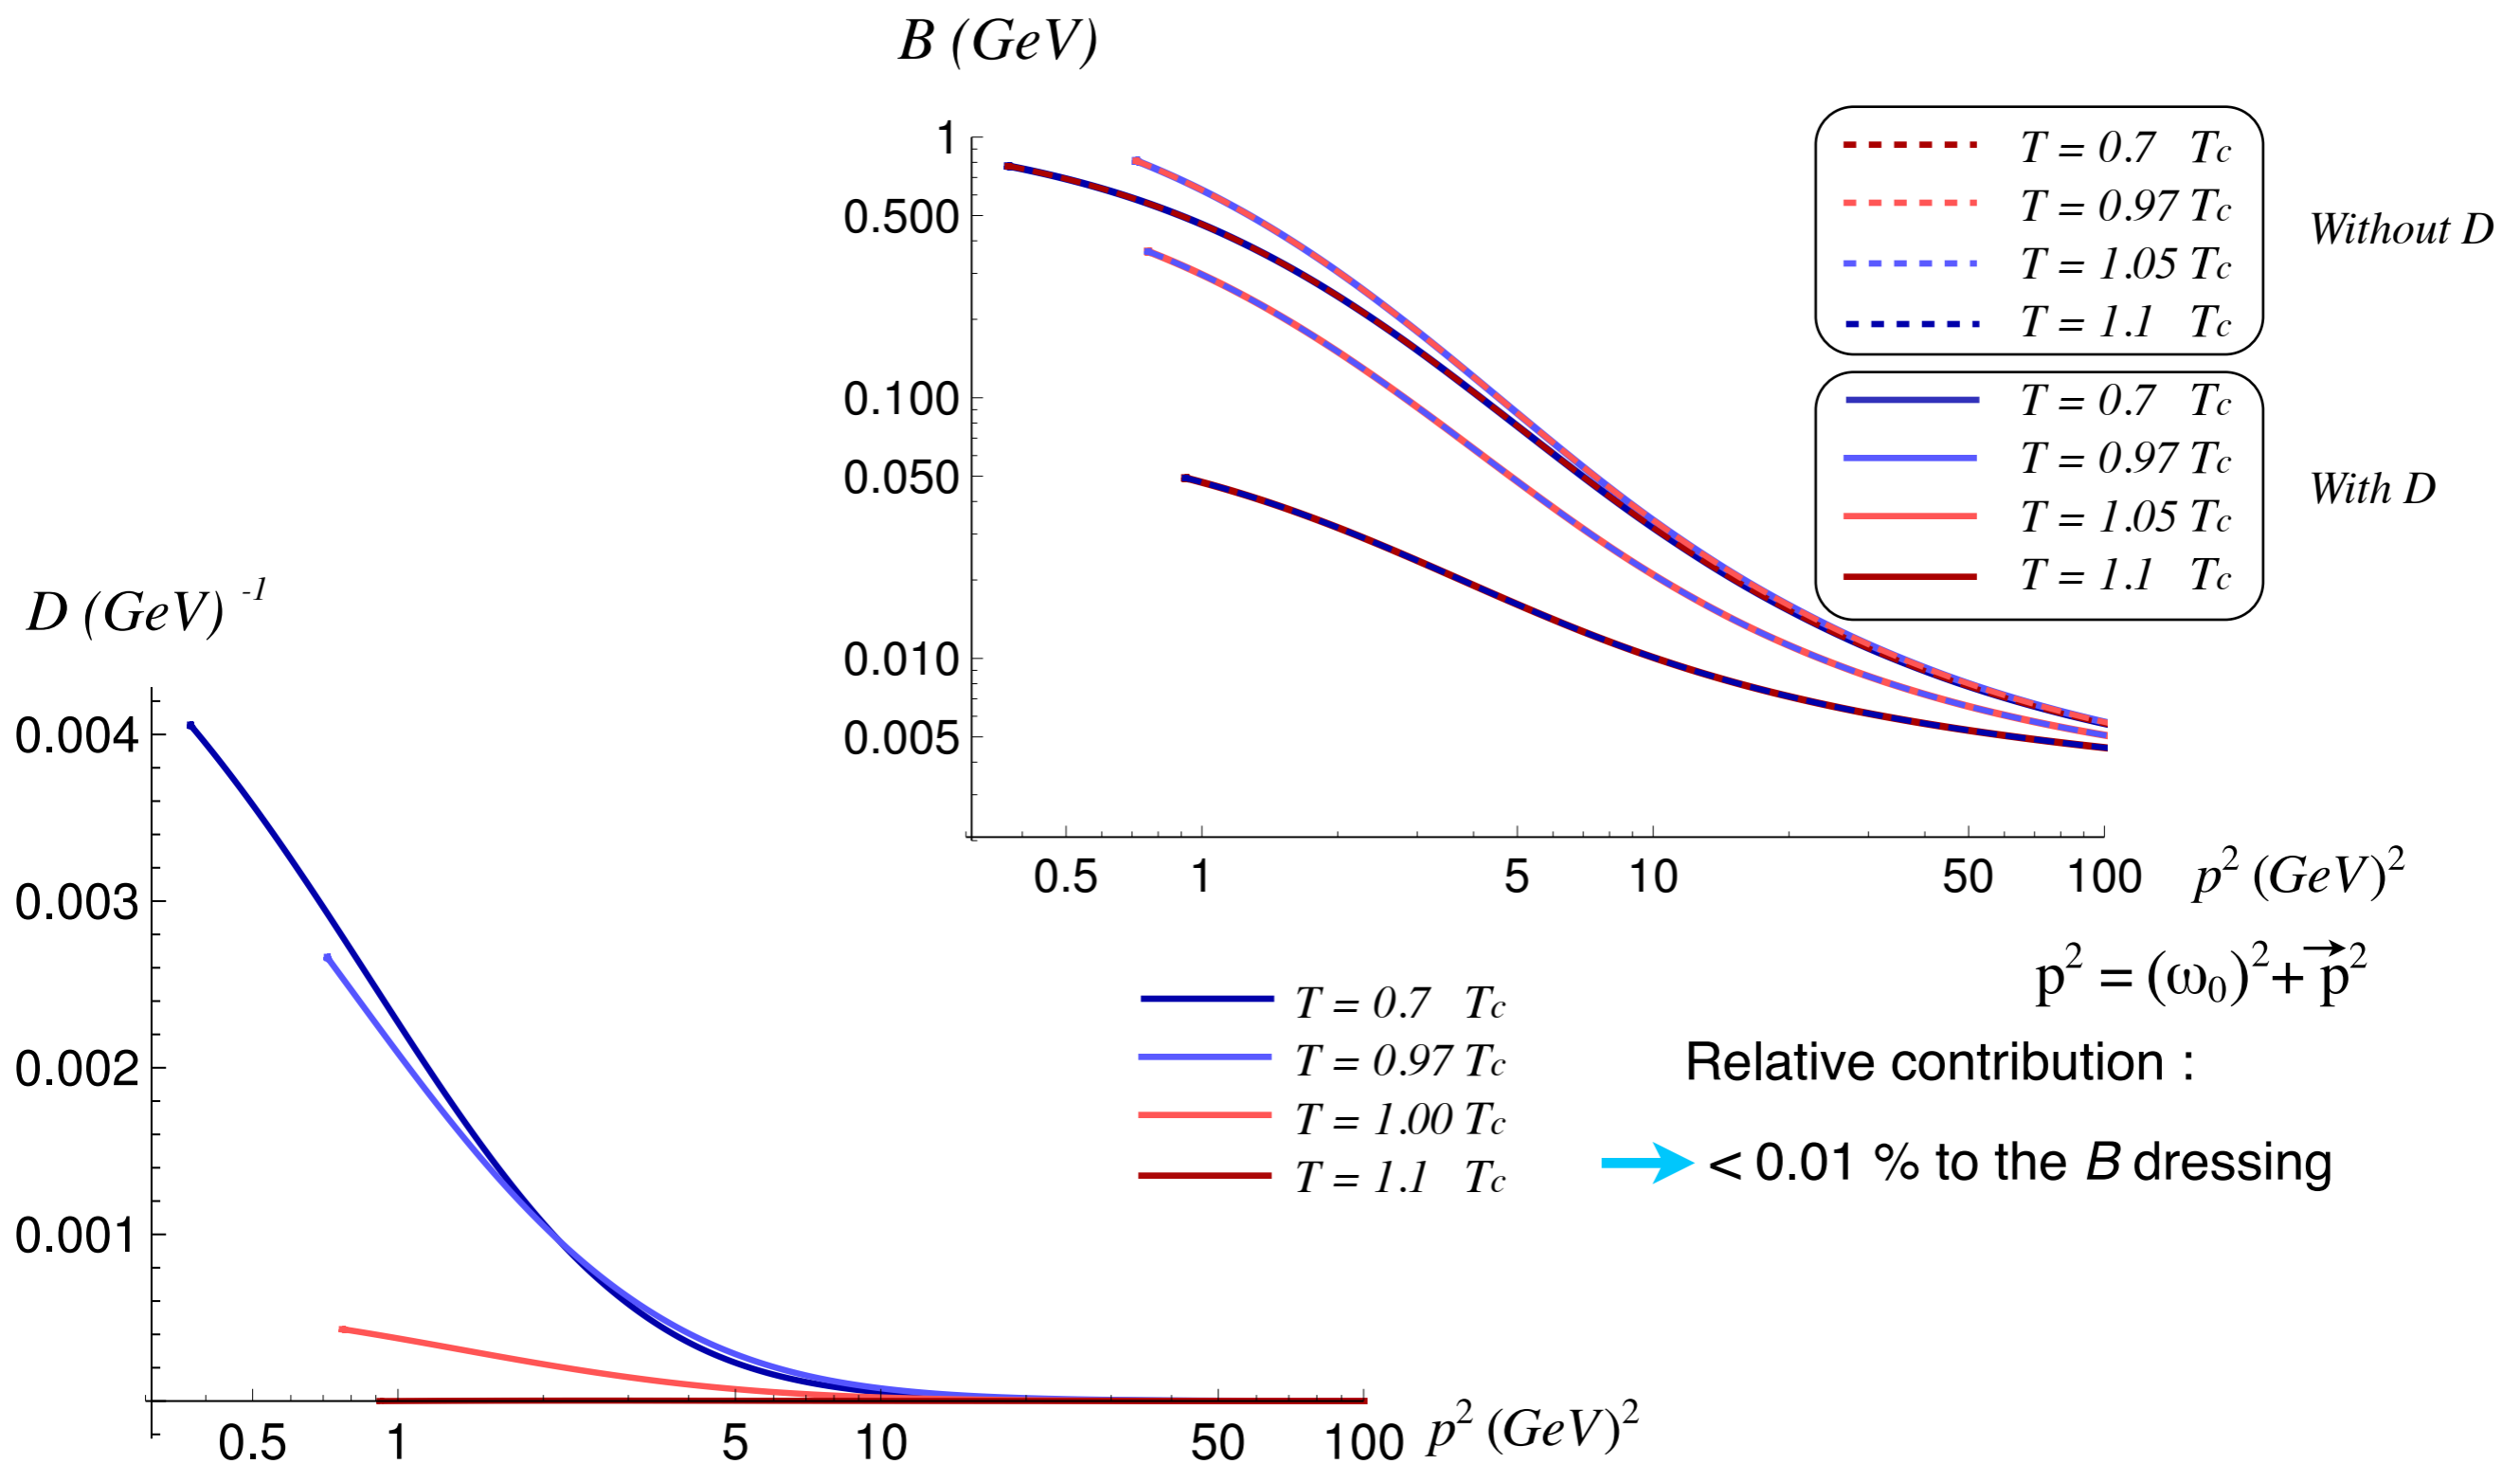 B (GeV)
1
0.500
0.100
0.050
0.010
0.005
0.5 1 5 10 50 100
p² (GeV)²
T = 0.7 Tc
T = 0.97 Tc
T = 1.05 Tc
T = 1.1 Tc
Without D
T = 0.7 Tc
T = 0.97 Tc
T = 1.05 Tc
T = 1.1 Tc
With D
D (GeV) ⁻¹
0.004
0.003
0.002
0.001
0.5 1 5 10 50 100
p² (GeV)²
T = 0.7 Tc
T = 0.97 Tc
T = 1.00 Tc
T = 1.1 Tc
p² = (ω₀)²+ p⃗²
Relative contribution :
< 0.01 % to the B dressing